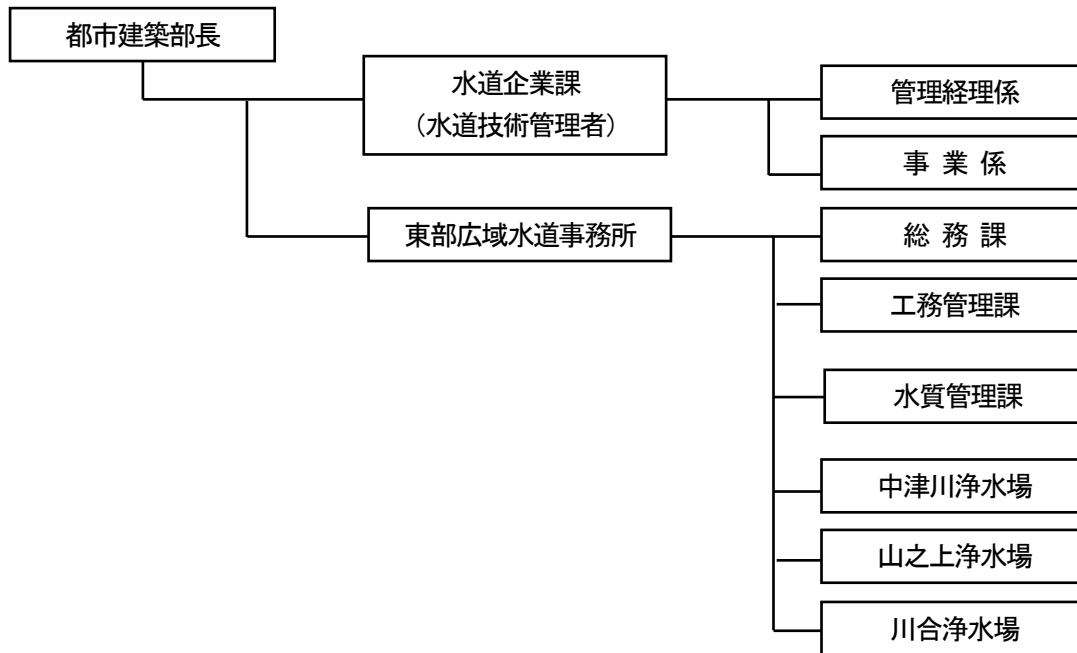 都市建築部長
水道企業課
（水道技術管理者）
管理経理係
事 業 係
東部広域水道事務所
総 務 課
工務管理課
水質管理課
中津川浄水場
山之上浄水場
川合浄水場